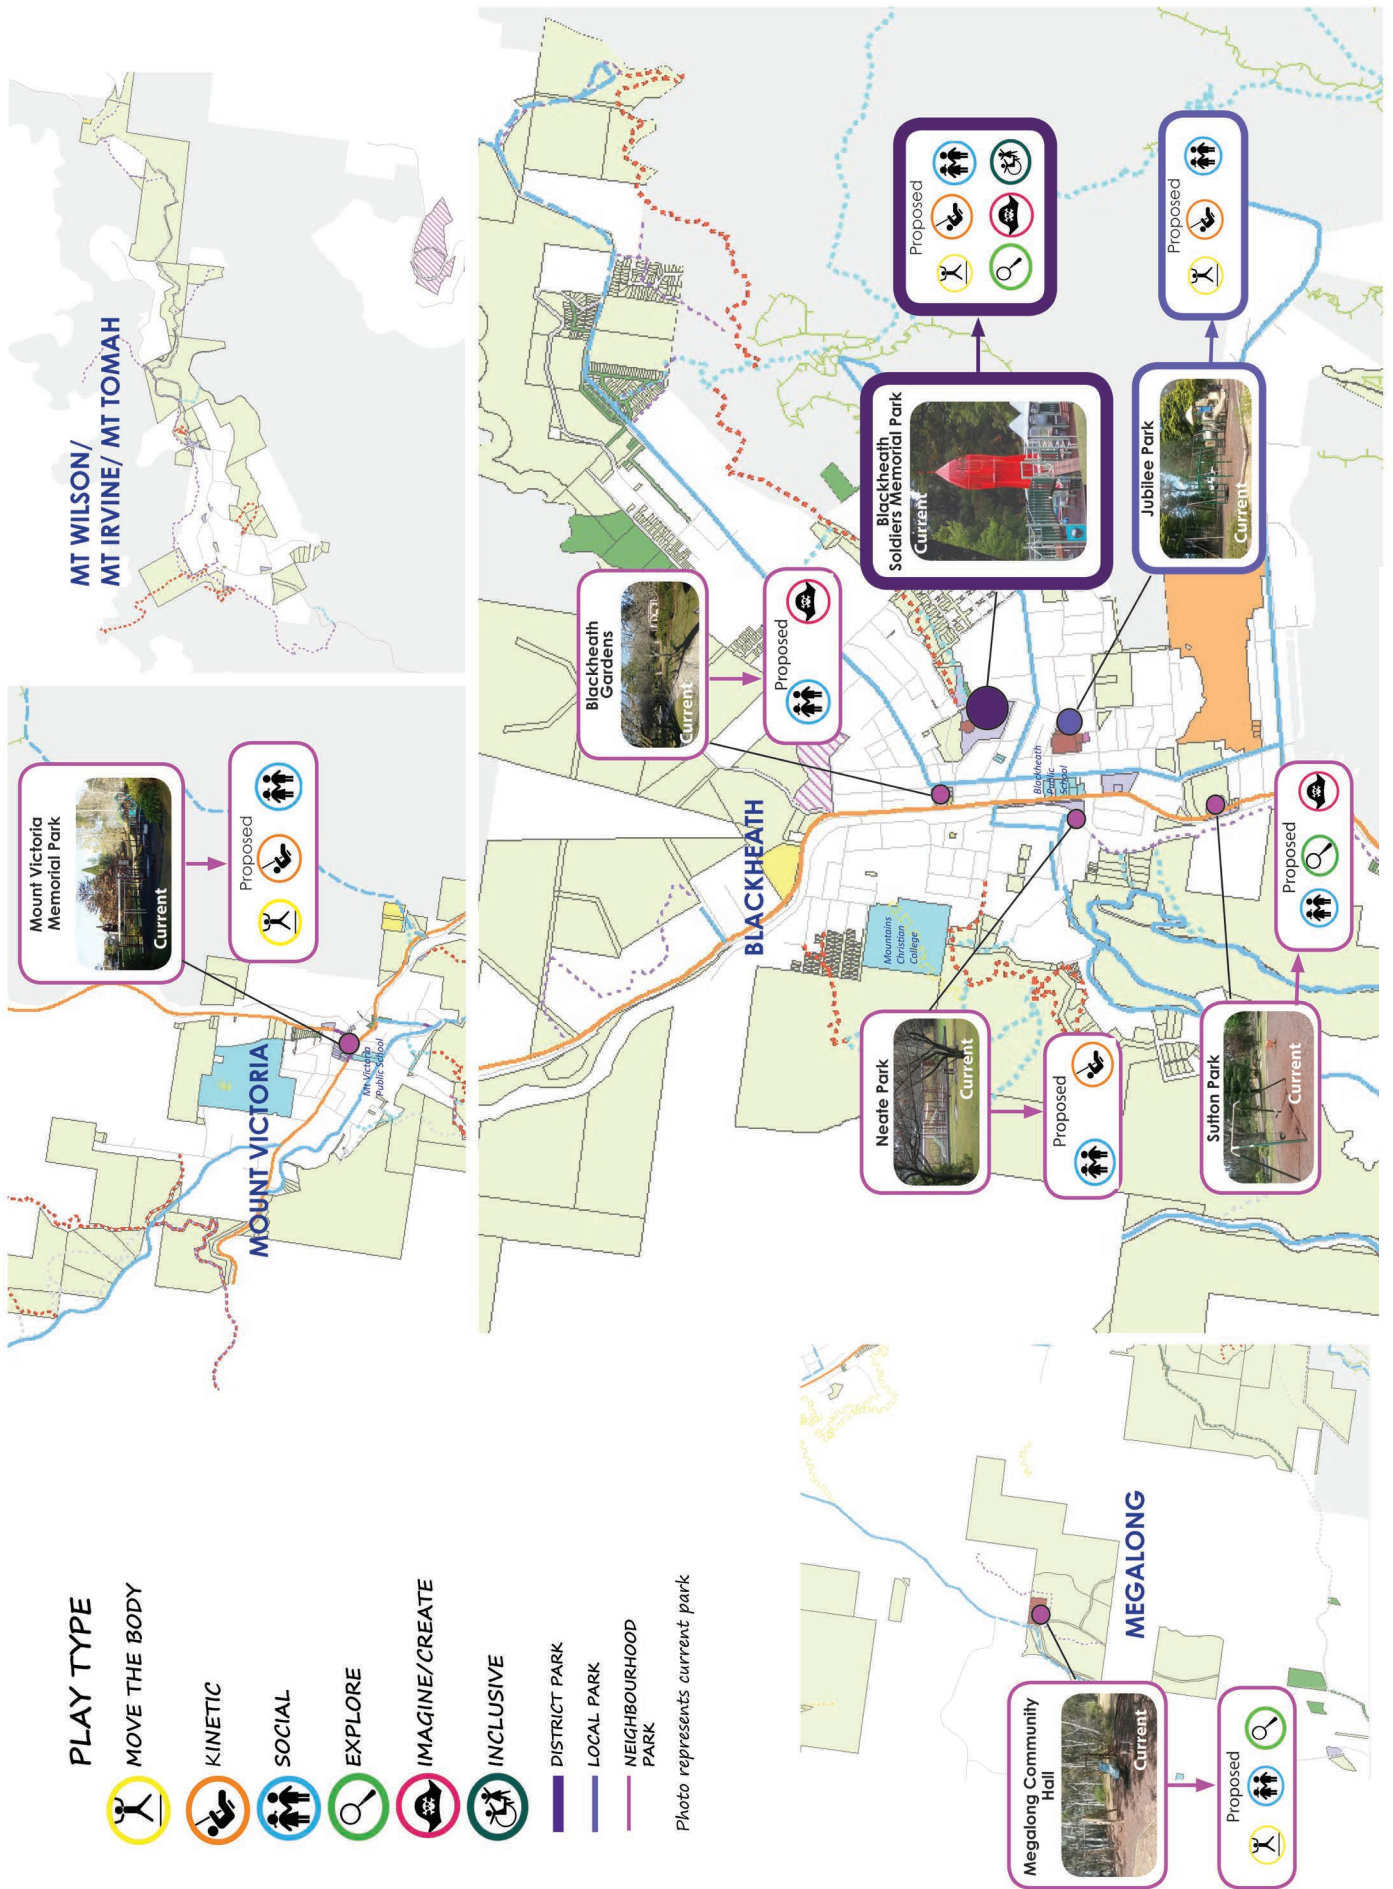 PLAY TYPE
MOVE THE BODY
KINETIC
SOCIAL
EXPLORE
IMAGINE/CREATE
INCLUSIVE
DISTRICT PARK
LOCAL PARK
NEIGHBOURHOOD
PARK
Photo represents current park
MOUNT VICTORIA
Mount Victoria
Memorial Park
Current
Proposed
Mt Victoria
Public School
MT WILSON/
MT IRVINE/ MT TOMAH
MEGALONG
Megalong Community
Hall
Current
Proposed
BLACKHEATH
Mountains
Christian
College
Blackheath
Public
School
Blackheath
Gardens
Current
Proposed
Neate Park
Current
Proposed
Sutton Park
Current
Proposed
Blackheath
Soldiers Memorial Park
Current
Proposed
Jubilee Park
Current
Proposed